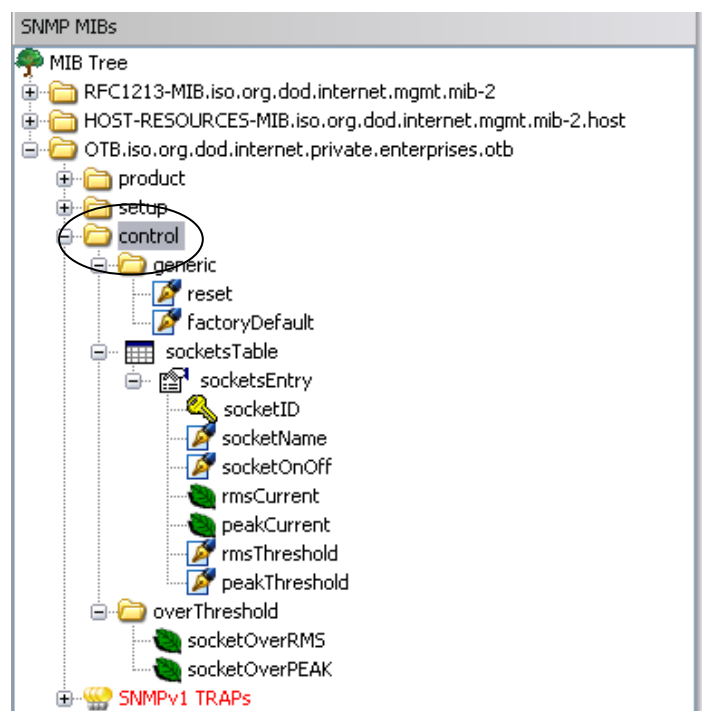 SNMP MIBs
MIB Tree
RFC1213-MIB.iso.org.dod.internet.mgmt.mib-2
HOST-RESOURCES-MIB.iso.org.dod.internet.mgmt.mib-2.host
OTB.iso.org.dod.internet.private.enterprises.otb
product
setup
control
generic
reset
factoryDefault
socketsTable
socketsEntry
socketID
socketName
socketOnOff
rmsCurrent
peakCurrent
rmsThreshold
peakThreshold
overThreshold
socketOverRMS
socketOverPEAK
SNMPv1 TRAPs